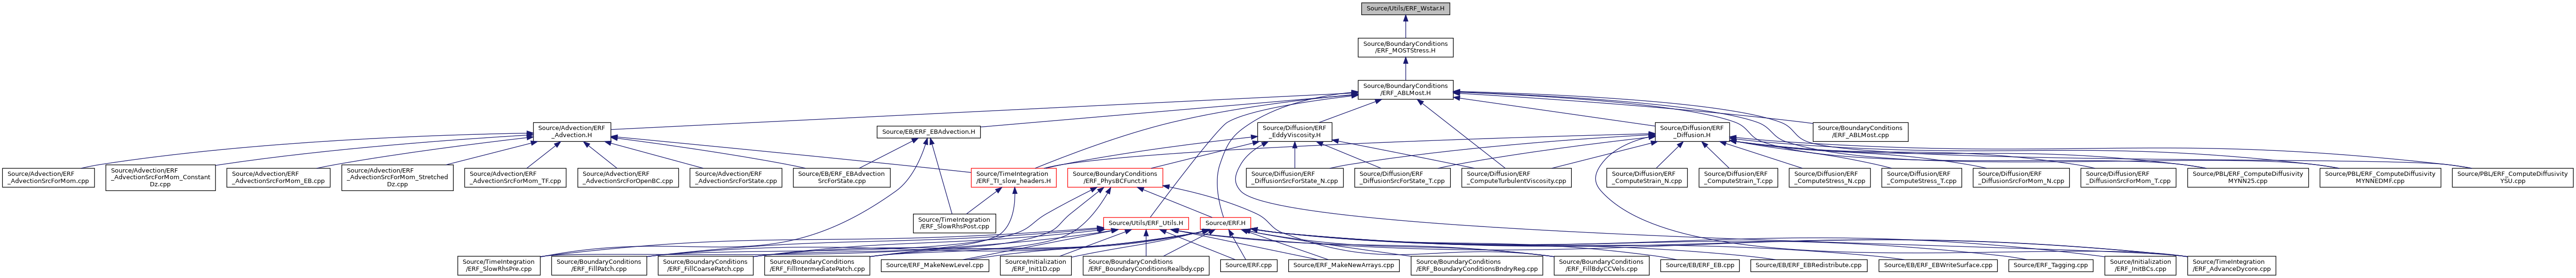 Source/Utils/ERF_Wstar.H
Source/BoundaryConditions
/ERF_MOSTStress.H
Source/BoundaryConditions
/ERF_ABLMost.H
Source/Advection/ERF
_Advection.H
Source/EB/ERF_EBAdvection.H
Source/Diffusion/ERF
_EddyViscosity.H
Source/Diffusion/ERF
_Diffusion.H
Source/BoundaryConditions
/ERF_ABLMost.cpp
Source/Advection/ERF
_AdvectionSrcForMom.cpp
Source/Advection/ERF
_AdvectionSrcForMom_Constant
Dz.cpp
Source/Advection/ERF
_AdvectionSrcForMom_EB.cpp
Source/Advection/ERF
_AdvectionSrcForMom_Stretched
Dz.cpp
Source/Advection/ERF
_AdvectionSrcForMom_TF.cpp
Source/Advection/ERF
_AdvectionSrcForOpenBC.cpp
Source/Advection/ERF
_AdvectionSrcForState.cpp
Source/EB/ERF_EBAdvection
SrcForState.cpp
Source/TimeIntegration
/ERF_TI_slow_headers.H
Source/BoundaryConditions
/ERF_PhysBCFunct.H
Source/Diffusion/ERF
_DiffusionSrcForState_N.cpp
Source/Diffusion/ERF
_DiffusionSrcForState_T.cpp
Source/Diffusion/ERF
_ComputeTurbulentViscosity.cpp
Source/Diffusion/ERF
_ComputeStrain_N.cpp
Source/Diffusion/ERF
_ComputeStrain_T.cpp
Source/Diffusion/ERF
_ComputeStress_N.cpp
Source/Diffusion/ERF
_ComputeStress_T.cpp
Source/Diffusion/ERF
_DiffusionSrcForMom_N.cpp
Source/Diffusion/ERF
_DiffusionSrcForMom_T.cpp
Source/PBL/ERF_ComputeDiffusivity
MYNN25.cpp
Source/PBL/ERF_ComputeDiffusivity
MYNNEDMF.cpp
Source/PBL/ERF_ComputeDiffusivity
YSU.cpp
Source/TimeIntegration
/ERF_SlowRhsPost.cpp
Source/Utils/ERF_Utils.H
Source/ERF.H
Source/TimeIntegration
/ERF_SlowRhsPre.cpp
Source/BoundaryConditions
/ERF_FillPatch.cpp
Source/BoundaryConditions
/ERF_FillCoarsePatch.cpp
Source/BoundaryConditions
/ERF_FillIntermediatePatch.cpp
Source/ERF_MakeNewLevel.cpp
Source/Initialization
/ERF_Init1D.cpp
Source/BoundaryConditions
/ERF_BoundaryConditionsRealbdy.cpp
Source/ERF.cpp
Source/ERF_MakeNewArrays.cpp
Source/BoundaryConditions
/ERF_BoundaryConditionsBndryReg.cpp
Source/BoundaryConditions
/ERF_FillBdyCCVels.cpp
Source/EB/ERF_EB.cpp
Source/EB/ERF_EBRedistribute.cpp
Source/EB/ERF_EBWriteSurface.cpp
Source/ERF_Tagging.cpp
Source/Initialization
/ERF_InitBCs.cpp
Source/TimeIntegration
/ERF_AdvanceDycore.cpp